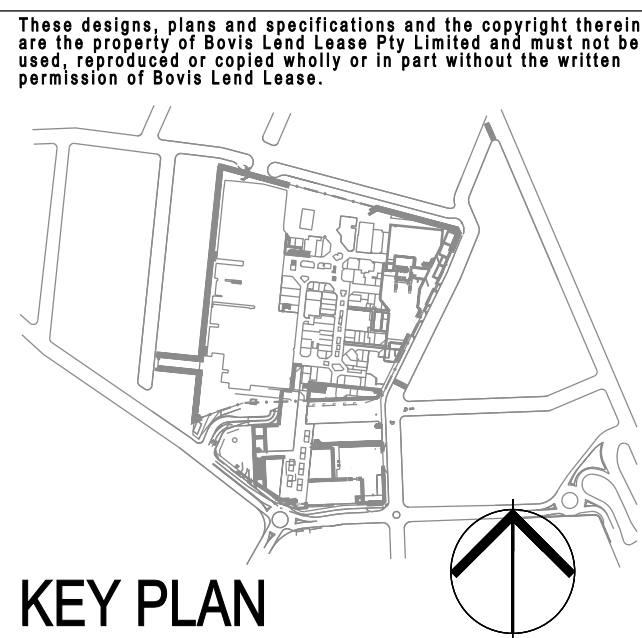 These designs, plans and specifications and the copyright therein
are the property of Bovis Lend Lease Pty Limited and must not be
used, reproduced or copied wholly or in part without the written
permission of Bovis Lend Lease.
KEY PLAN